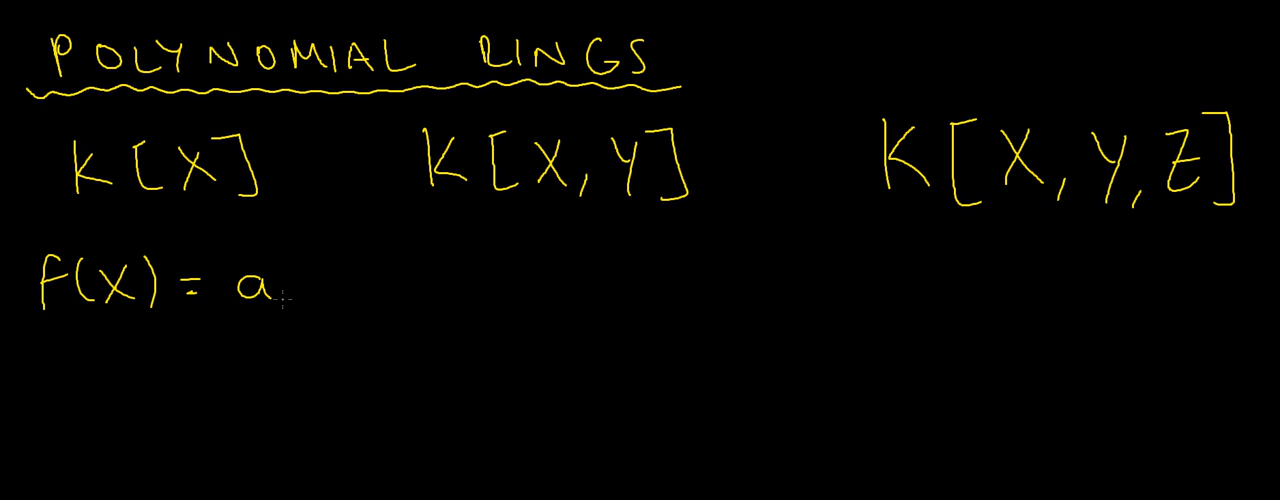 POLYNOMIAL RINGS
K[X] K[X,Y] K[X,Y,Z]
f(X) = a